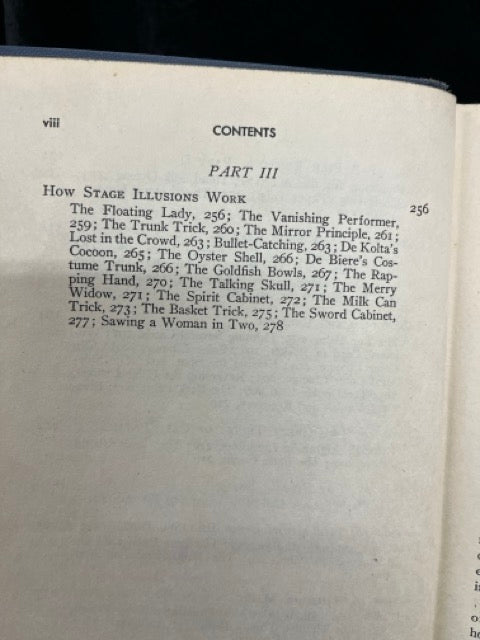 viii
CONTENTS
PART III
How Stage Illusions Work 256
The Floating Lady, 256; The Vanishing Performer,
259; The Trunk Trick, 260; The Mirror Principle, 261;
Lost in the Crowd, 263; Bullet-Catching, 263; De Kolta's
Cocoon, 265; The Oyster Shell, 266; De Biere's Cos-
tume Trunk, 266; The Goldfish Bowls, 267; The Rap-
ping Hand, 270; The Talking Skull, 271; The Merry
Widow, 271; The Spirit Cabinet, 272; The Milk Can
Trick, 273; The Basket Trick, 275; The Sword Cabinet,
277; Sawing a Woman in Two, 278